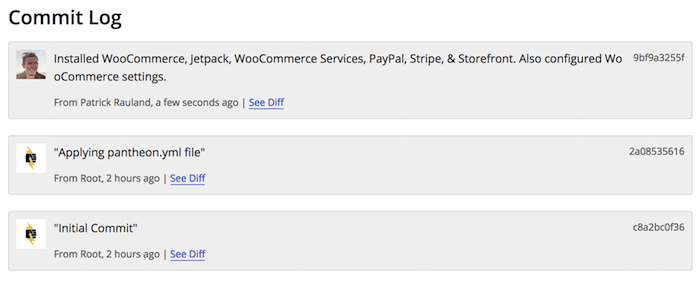 Commit Log
Installed WooCommerce, Jetpack, WooCommerce Services, PayPal, Stripe, & Storefront. Also configured Wo 9bf9a3255f
oCommerce settings.
From Patrick Rauland, a few seconds ago | See Diff
"Applying pantheon.yml file" 2a08535616
From Root, 2 hours ago | See Diff
"Initial Commit" c8a2bc0f36
From Root, 2 hours ago | See Diff